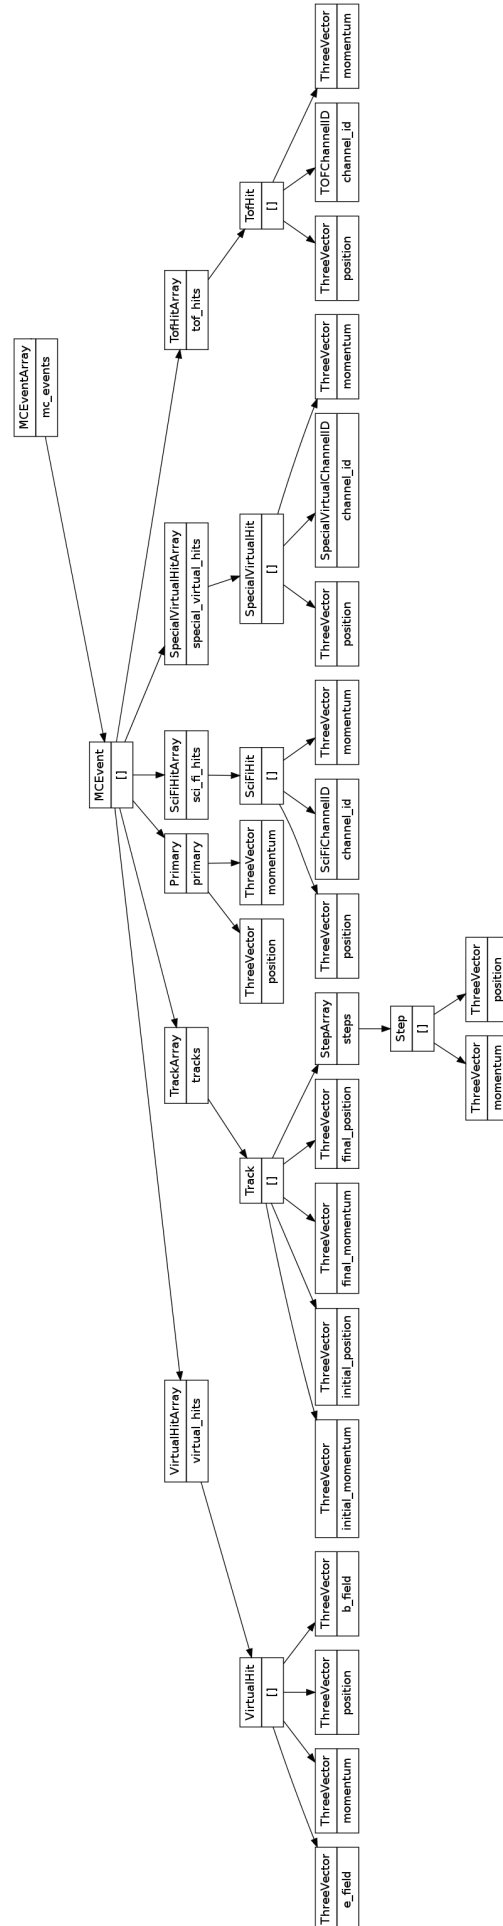 MCEventArray
mc_events
MCEvent
[]
VirtualHitArray
virtual_hits
TrackArray
tracks
Primary
primary
SciFiHitArray
sci_fi_hits
SpecialVirtualHitArray
special_virtual_hits
TofHitArray
tof_hits
VirtualHit
[]
Track
[]
ThreeVector
position
ThreeVector
momentum
SciFiHit
[]
SpecialVirtualHit
[]
TofHit
[]
ThreeVector
e_field
ThreeVector
momentum
ThreeVector
position
ThreeVector
b_field
ThreeVector
initial_momentum
ThreeVector
initial_position
ThreeVector
final_momentum
ThreeVector
final_position
StepArray
steps
ThreeVector
position
SciFiChannelID
channel_id
ThreeVector
momentum
ThreeVector
position
SpecialVirtualChannelID
channel_id
ThreeVector
momentum
ThreeVector
position
TOFChannelID
channel_id
ThreeVector
momentum
Step
[]
ThreeVector
momentum
ThreeVector
position